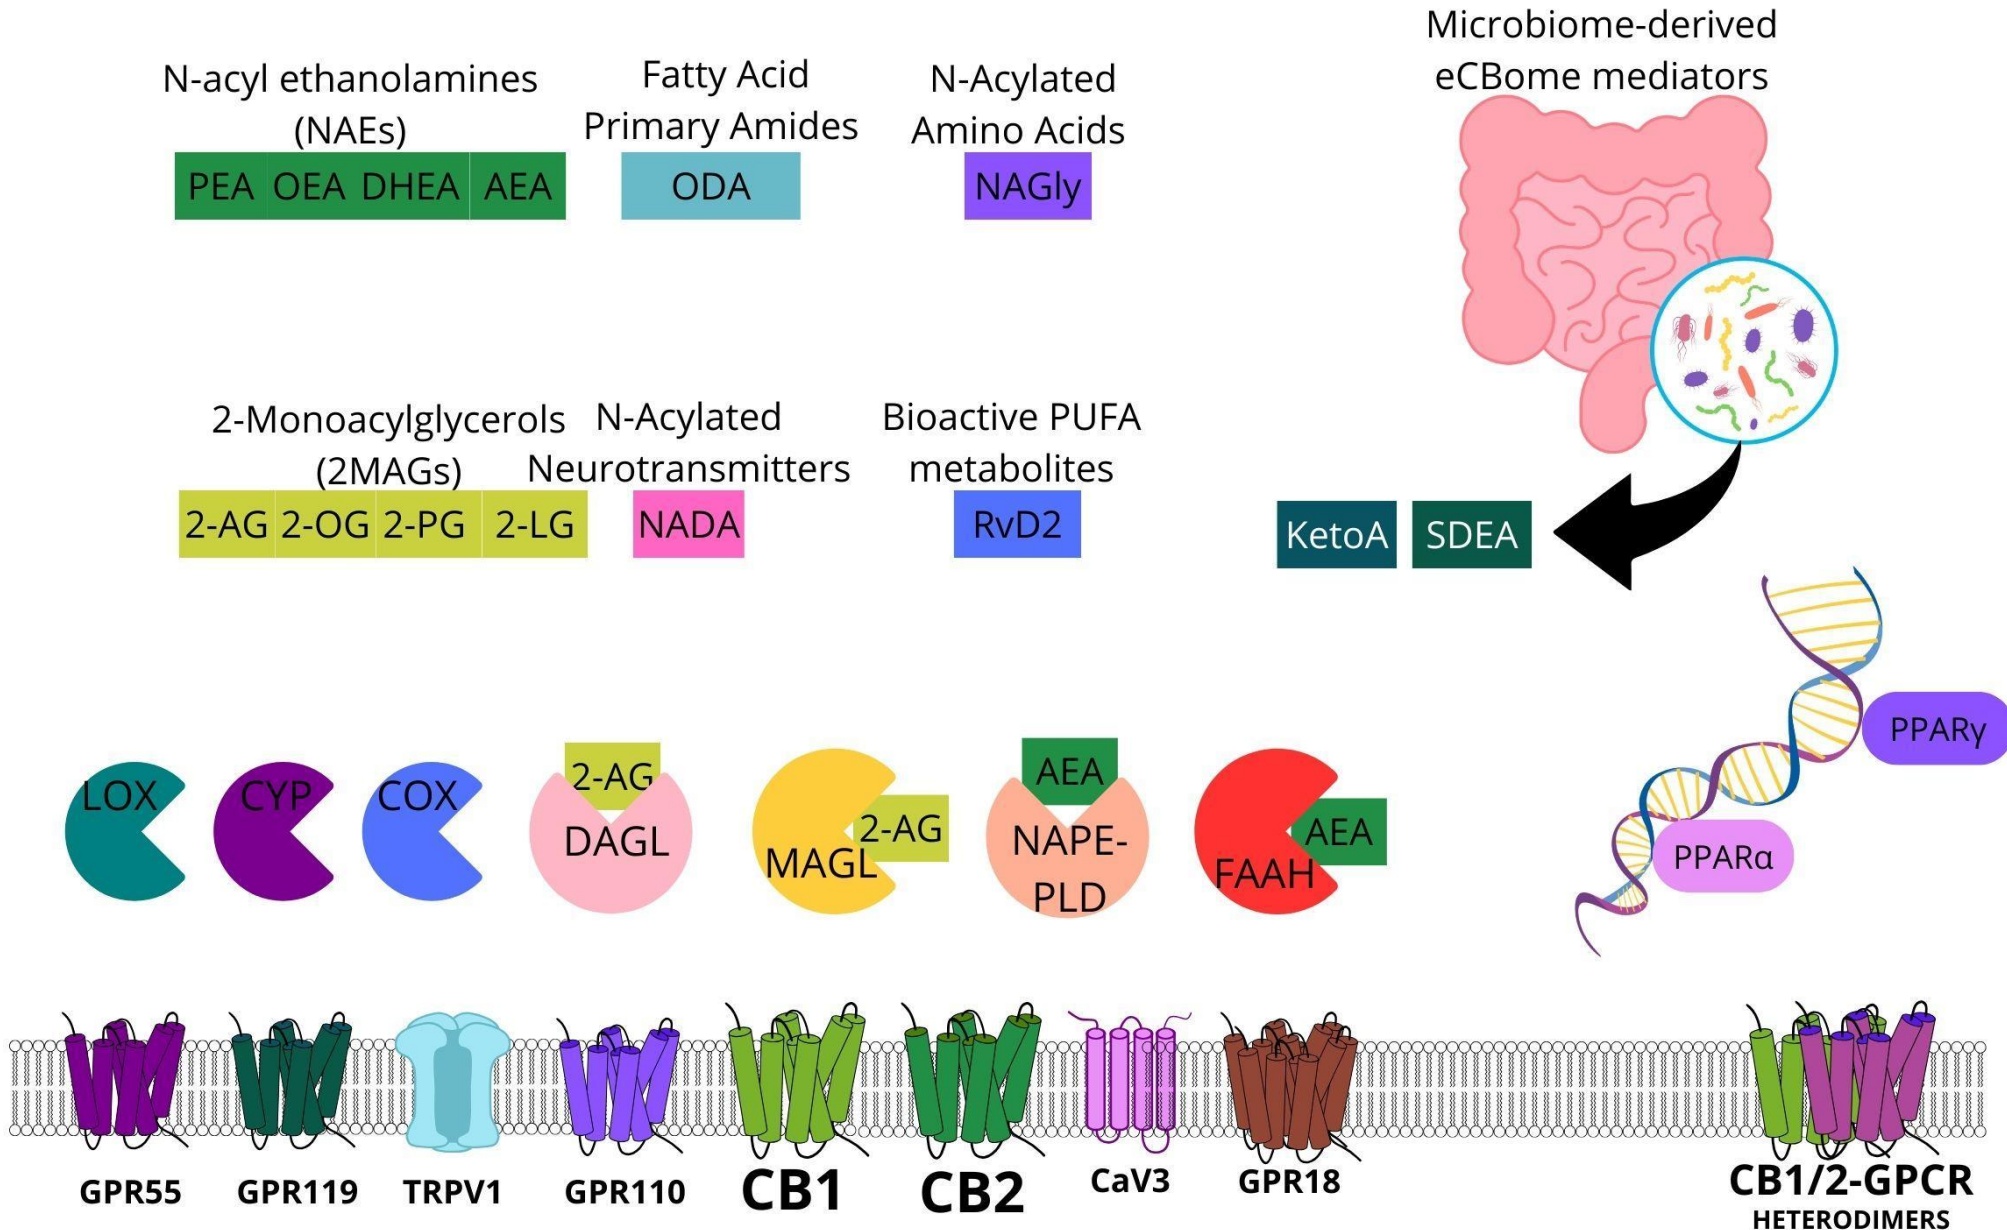 Microbiome-derived
eCBome mediators
N-acyl ethanolamines
(NAEs)
PEA OEA DHEA AEA
Fatty Acid
Primary Amides
ODA
N-Acylated
Amino Acids
NAGly
2-Monoacylglycerols
(2MAGs)
2-AG 2-OG 2-PG 2-LG
N-Acylated
Neurotransmitters
NADA
Bioactive PUFA
metabolites
RvD2
KetoA SDEA
PPARγ
PPARα
LOX
CYP
COX
2-AG
DAGL
MAGL
2-AG
AEA
NAPE-
PLD
FAAH
AEA
GPR55
GPR119
TRPV1
GPR110
CB1
CB2
CaV3
GPR18
CB1/2-GPCR
HETERODIMERS